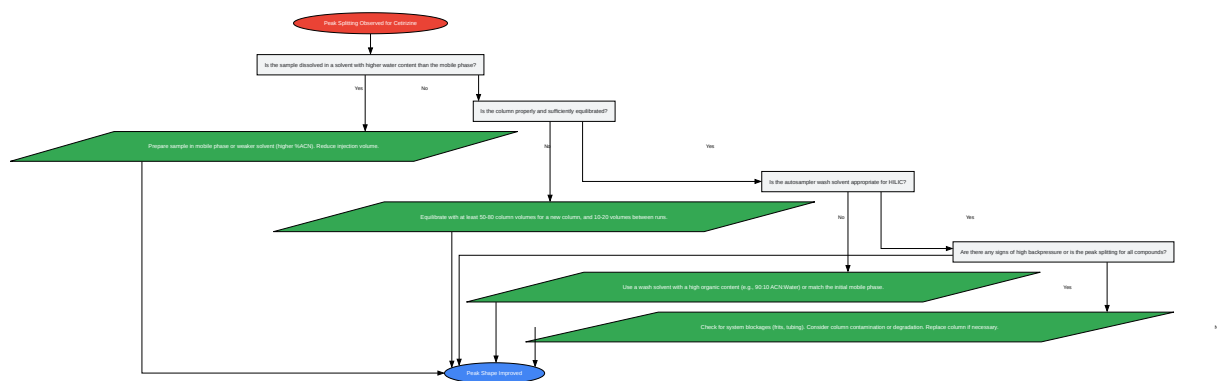 Peak Splitting Observed for Cetirizine
Is the sample dissolved in a solvent with higher water content than the mobile phase?
Yes
No
Is the column properly and sufficiently equilibrated?
Prepare sample in mobile phase or weaker solvent (higher %ACN). Reduce injection volume.
No
Yes
Is the autosampler wash solvent appropriate for HILIC?
Equilibrate with at least 50-80 column volumes for a new column, and 10-20 volumes between runs.
No
Yes
Are there any signs of high backpressure or is the peak splitting for all compounds?
Use a wash solvent with a high organic content (e.g., 90:10 ACN:Water) or match the initial mobile phase.
Yes
Check for system blockages (frits, tubing). Consider column contamination or degradation. Replace column if necessary.
Peak Shape Improved